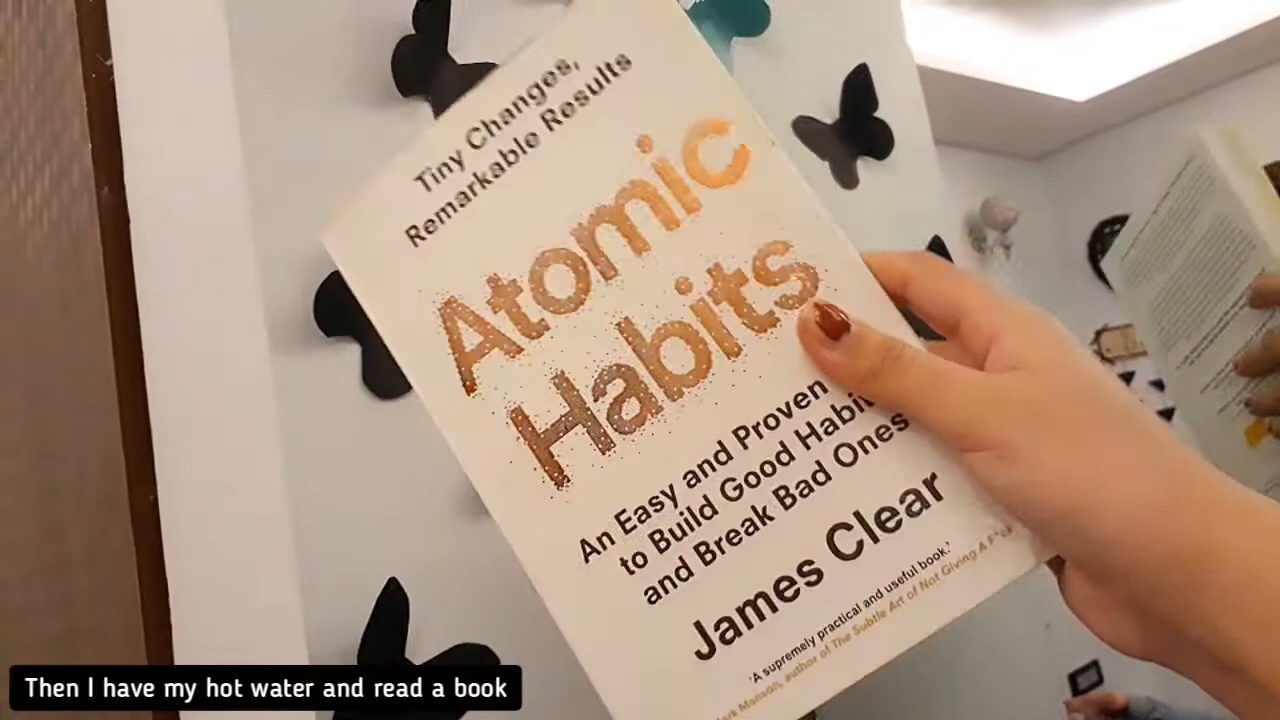 Tiny Changes,
Remarkable Results
Atomic
Habits
An Easy and Proven
to Build Good Habi
and Break Bad Ones
James Clear
'A supremely practical and useful book.'
Mark Manson, author of The Subtle Art of Not Giving A F*ck
Then I have my hot water and read a book